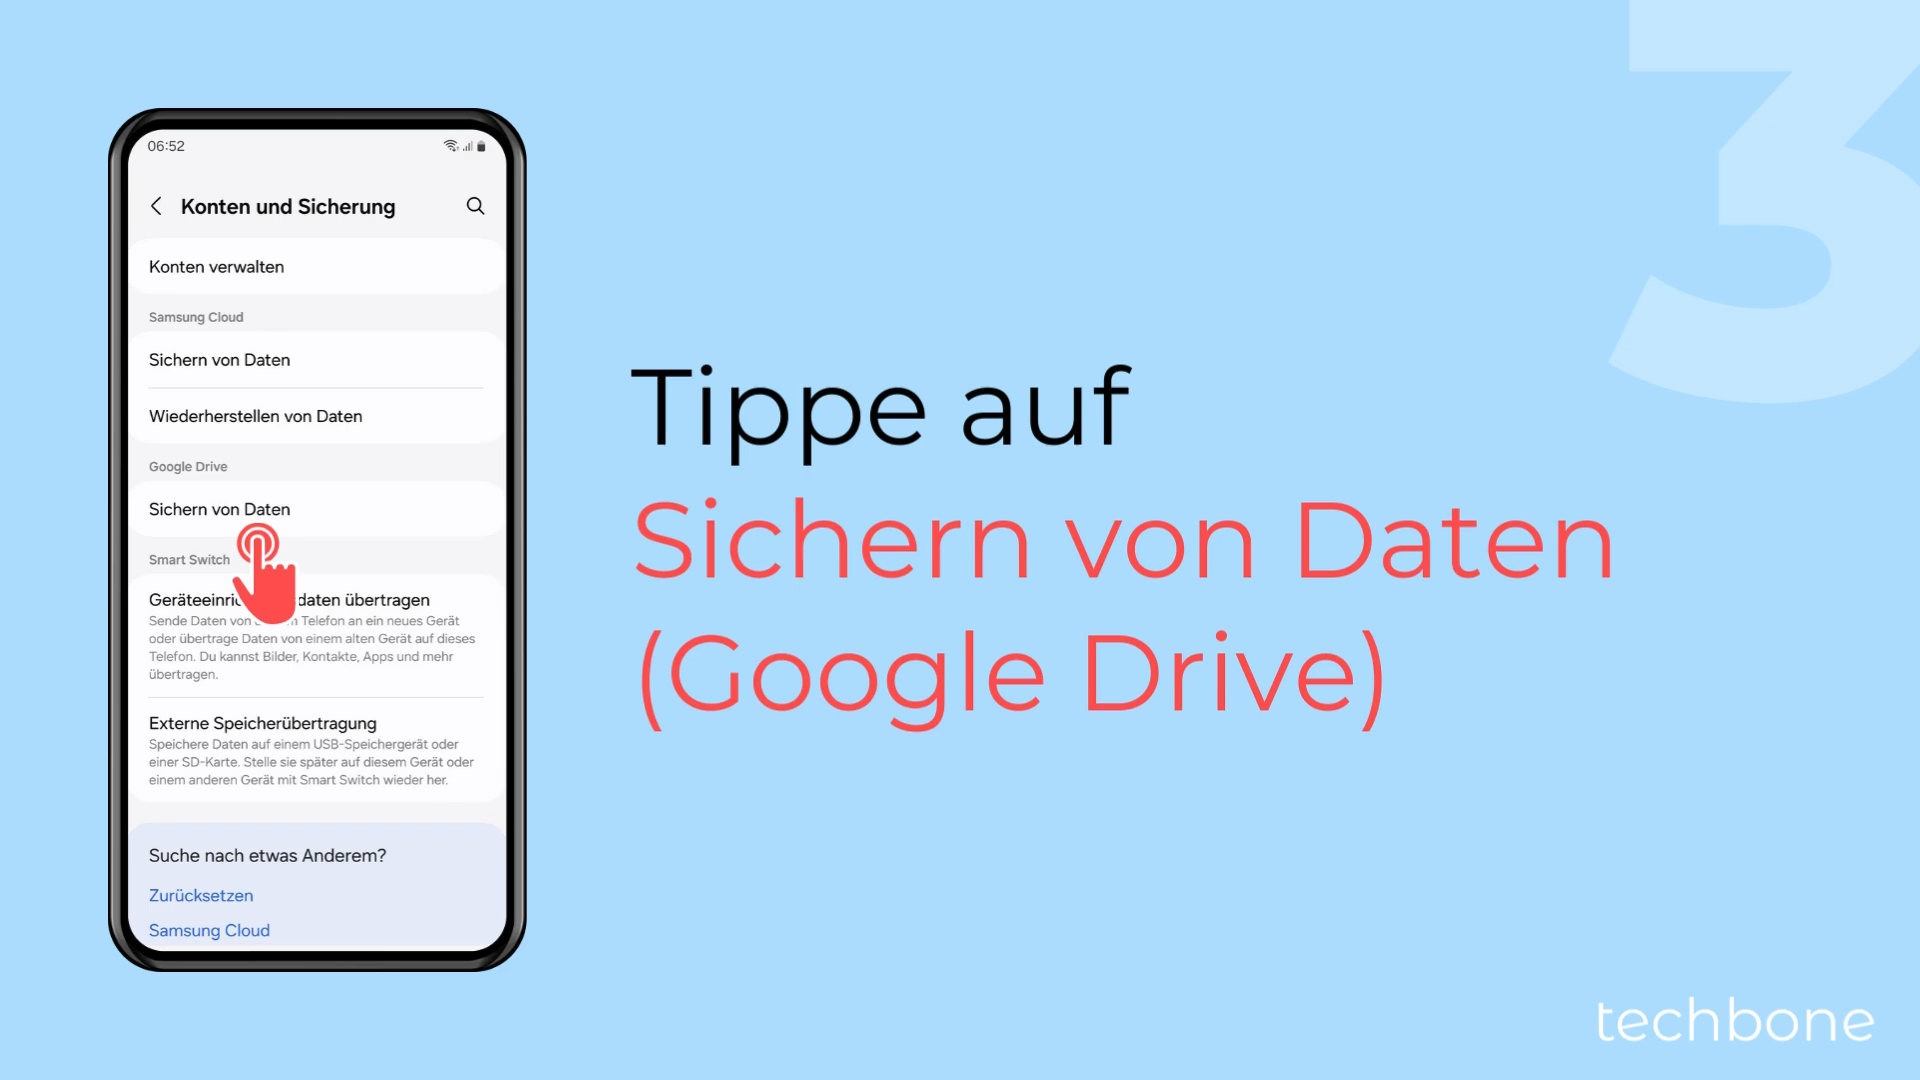 3
06:52
Konten und Sicherung
Konten verwalten
Samsung Cloud
Sichern von Daten
Wiederherstellen von Daten
Google Drive
Sichern von Daten
Smart Switch
daten übertragen
Sende Daten von Telefon an ein neues Gerät
oder übertrage Daten von einem alten Gerät auf dieses
Telefon. Du kannst Bilder, Kontakte, Apps und mehr
übertragen.
Externe Speicherübertragung
Speichere Daten auf einem USB-Speichergerät oder
einer SD-Karte. Stelle sie später auf diesem Gerät oder
einem anderen Gerät mit Smart Switch wieder her.
Suche nach etwas Anderem?
Zurücksetzen
Samsung Cloud
Tippe auf
Sichern von Daten
(Google Drive)
techbone